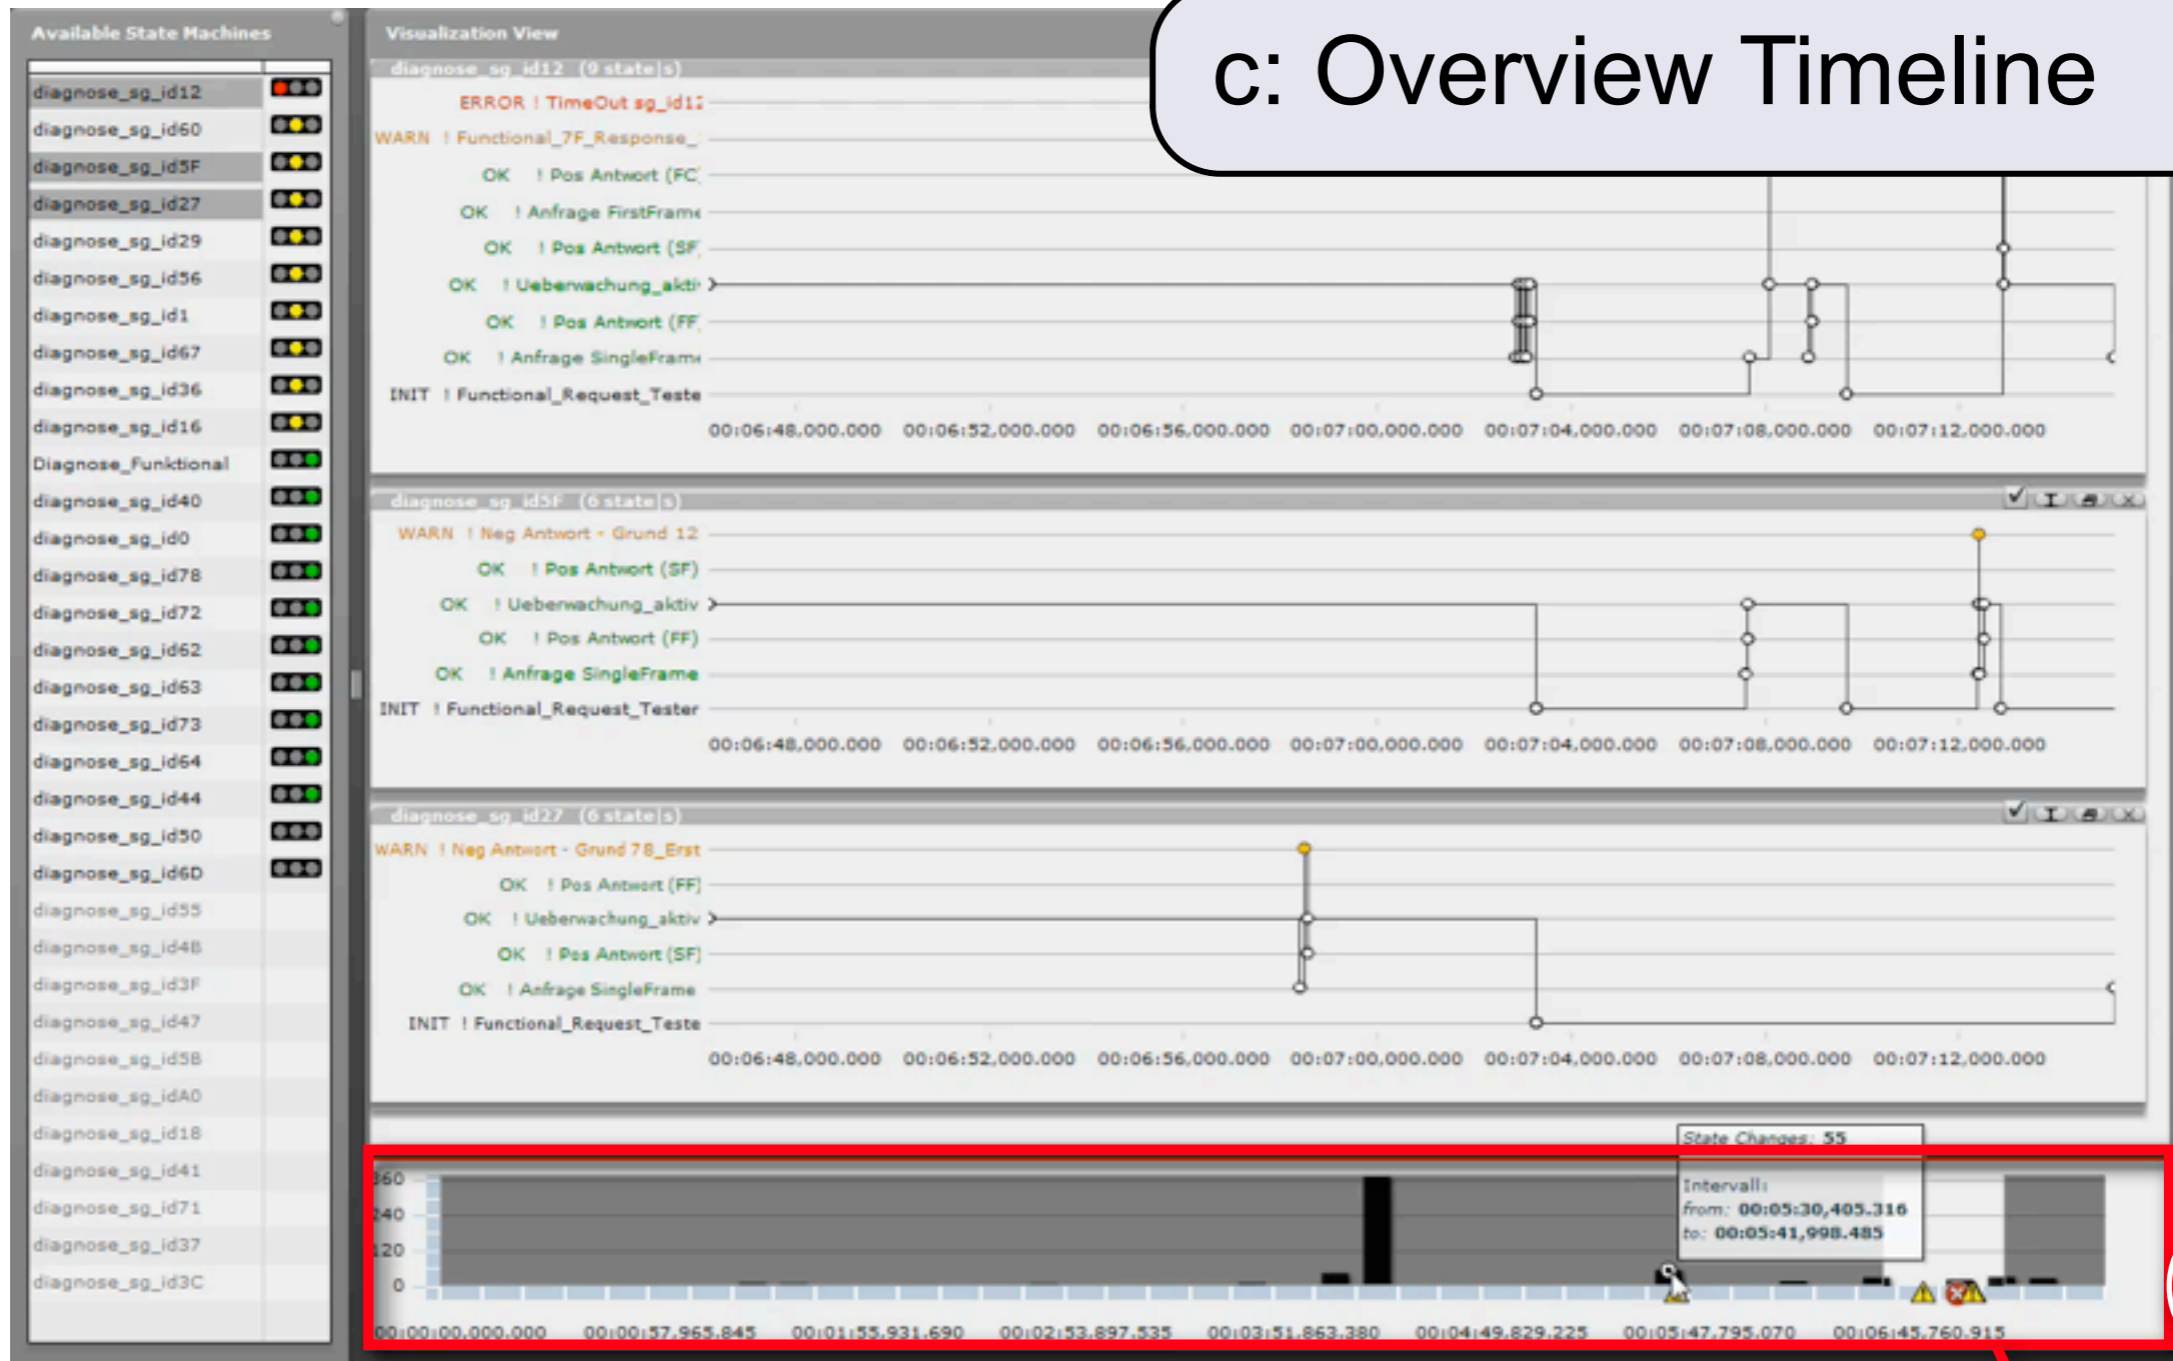 c: Overview Timeline
Available State Machines
diagnose_sg_id12
diagnose_sg_id60
diagnose_sg_id5F
diagnose_sg_id27
diagnose_sg_id29
diagnose_sg_id56
diagnose_sg_id1
diagnose_sg_id67
diagnose_sg_id36
diagnose_sg_id16
Diagnose_Funktional
diagnose_sg_id40
diagnose_sg_id0
diagnose_sg_id78
diagnose_sg_id72
diagnose_sg_id62
diagnose_sg_id63
diagnose_sg_id73
diagnose_sg_id64
diagnose_sg_id44
diagnose_sg_id50
diagnose_sg_id6D
diagnose_sg_id55
diagnose_sg_id4B
diagnose_sg_id3F
diagnose_sg_id47
diagnose_sg_id5B
diagnose_sg_idA0
diagnose_sg_id18
diagnose_sg_id41
diagnose_sg_id71
diagnose_sg_id37
diagnose_sg_id3C
Visualization View
diagnose_sg_id12 (9 state|s)
ERROR ! TimeOut sg_id12
WARN ! Functional_7F_Response_
OK ! Pos Antwort (FC
OK ! Anfrage FirstFrame
OK ! Pos Antwort (SF
OK ! Ueberwachung_aktiv
OK ! Pos Antwort (FF
OK ! Anfrage SingleFrame
INIT ! Functional_Request_Teste
00:06:48,000.000 00:06:52,000.000 00:06:56,000.000 00:07:00,000.000 00:07:04,000.000 00:07:08,000.000 00:07:12,000.000
diagnose_sg_id5F (6 state|s)
WARN ! Neg Antwort - Grund 12
OK ! Pos Antwort (SF)
OK ! Ueberwachung_aktiv
OK ! Pos Antwort (FF)
OK ! Anfrage SingleFrame
INIT ! Functional_Request_Tester
00:06:48,000.000 00:06:52,000.000 00:06:56,000.000 00:07:00,000.000 00:07:04,000.000 00:07:08,000.000 00:07:12,000.000
diagnose_sg_id27 (6 state|s)
WARN ! Neg Antwort - Grund 78_Erst
OK ! Pos Antwort (FF)
OK ! Ueberwachung_aktiv
OK ! Pos Antwort (SF)
OK ! Anfrage SingleFrame
INIT ! Functional_Request_Teste
00:06:48,000.000 00:06:52,000.000 00:06:56,000.000 00:07:00,000.000 00:07:04,000.000 00:07:08,000.000 00:07:12,000.000
State Changes: 55
Intervall:
from: 00:05:30,405.316
to: 00:05:41,998.485
360
240
120
0
00:00:00,000.000 00:00:57,965.845 00:01:55,931.690 00:02:53,897.535 00:03:51,863.380 00:04:49,829.225 00:05:47,795.070 00:06:45,760.915